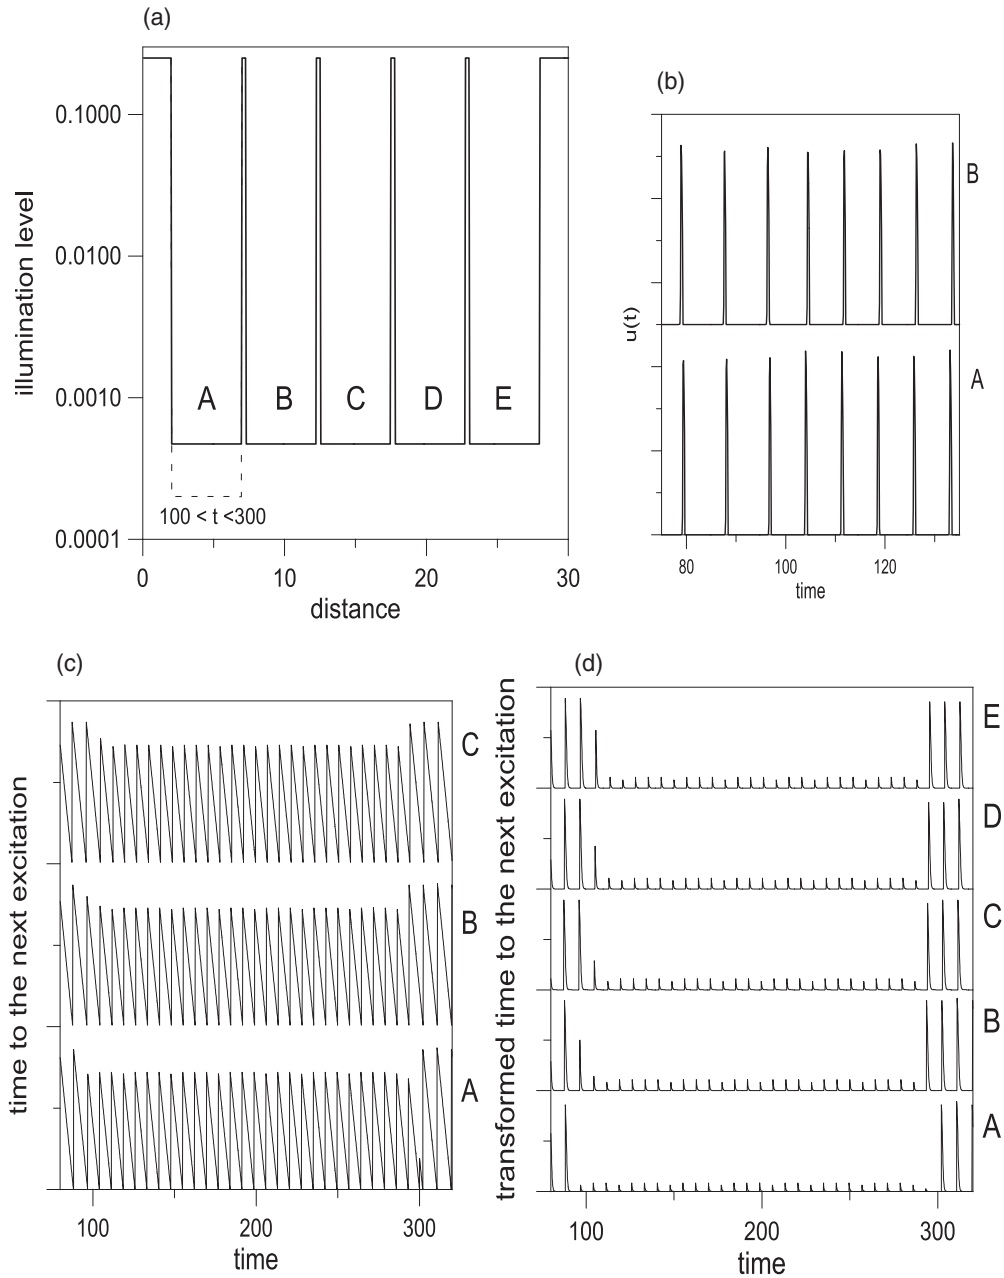 (a)
illumination level
0.1000
0.0100
0.0010
0.0001
A B C D E
100 < t <300
0 10 20 30
distance
(b)
u(t)
B
A
80 100 120
time
(c)
time to the next excitation
C
B
A
100 200 300
time
(d)
transformed time to the next excitation
E
D
C
B
A
100 200 300
time